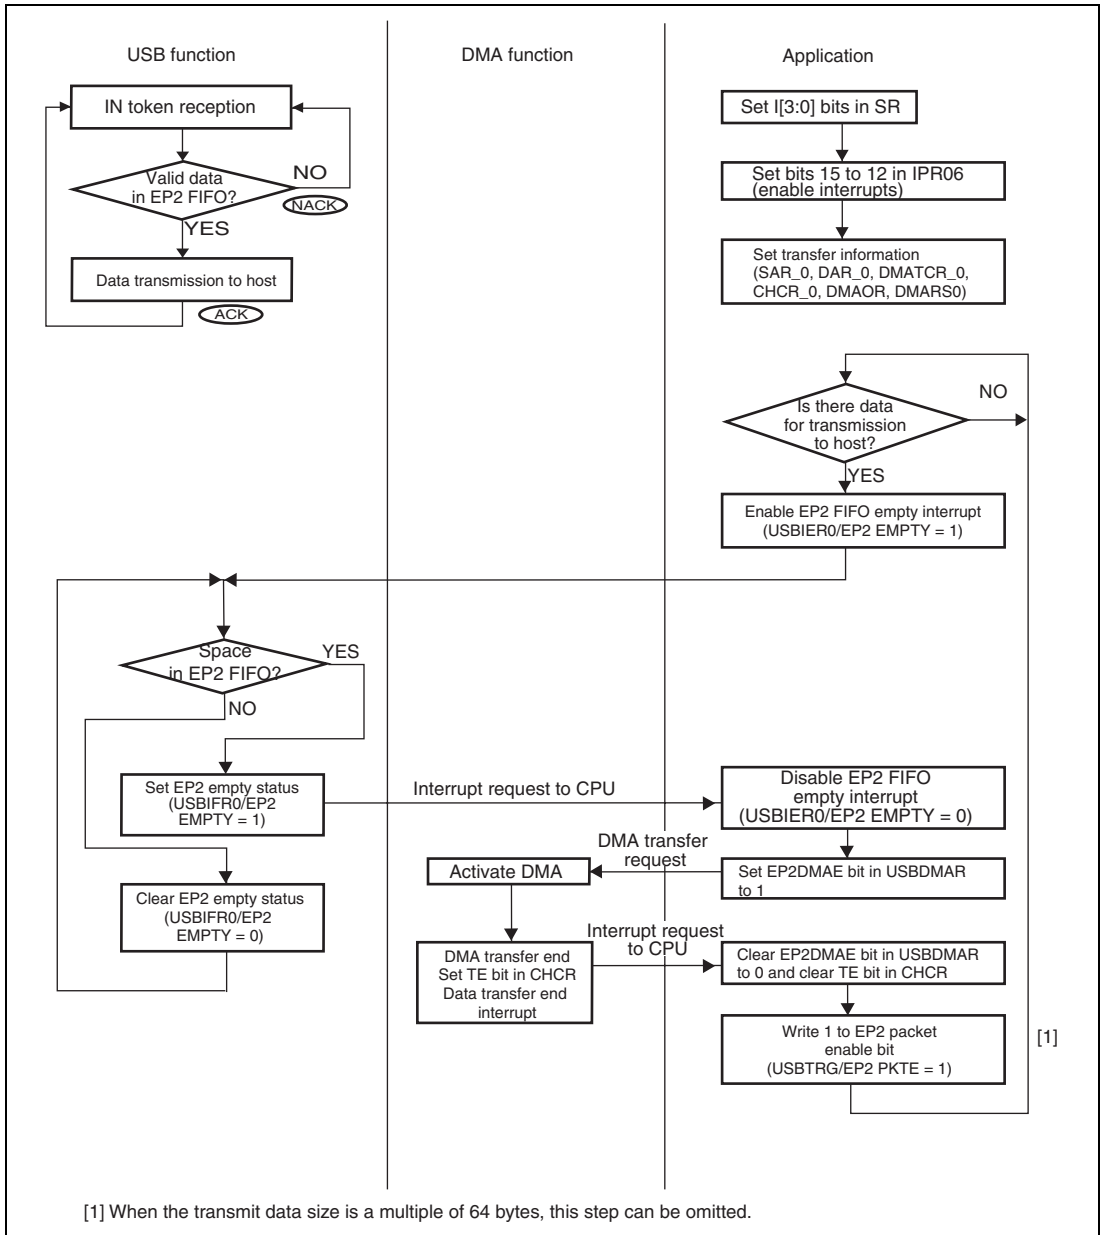 USB function
DMA function
Application
IN token reception
Valid data
in EP2 FIFO?
NO
NACK
YES
Data transmission to host
ACK
Set I[3:0] bits in SR
Set bits 15 to 12 in IPR06
(enable interrupts)
Set transfer information
(SAR_0, DAR_0, DMATCR_0,
CHCR_0, DMAOR, DMARS0)
Is there data
for transmission
to host?
NO
YES
Enable EP2 FIFO empty interrupt
(USBIER0/EP2 EMPTY = 1)
Space
in EP2 FIFO?
YES
NO
Set EP2 empty status
(USBIFR0/EP2
EMPTY = 1)
Interrupt request to CPU
Disable EP2 FIFO
empty interrupt
(USBIER0/EP2 EMPTY = 0)
DMA transfer
request
Activate DMA
Set EP2DMAE bit in USBDMAR
to 1
Clear EP2 empty status
(USBIFR0/EP2
EMPTY = 0)
Interrupt request
to CPU
DMA transfer end
Set TE bit in CHCR
Data transfer end
interrupt
Clear EP2DMAE bit in USBDMAR
to 0 and clear TE bit in CHCR
Write 1 to EP2 packet
enable bit
(USBTRG/EP2 PKTE = 1)
[1]
[1] When the transmit data size is a multiple of 64 bytes, this step can be omitted.